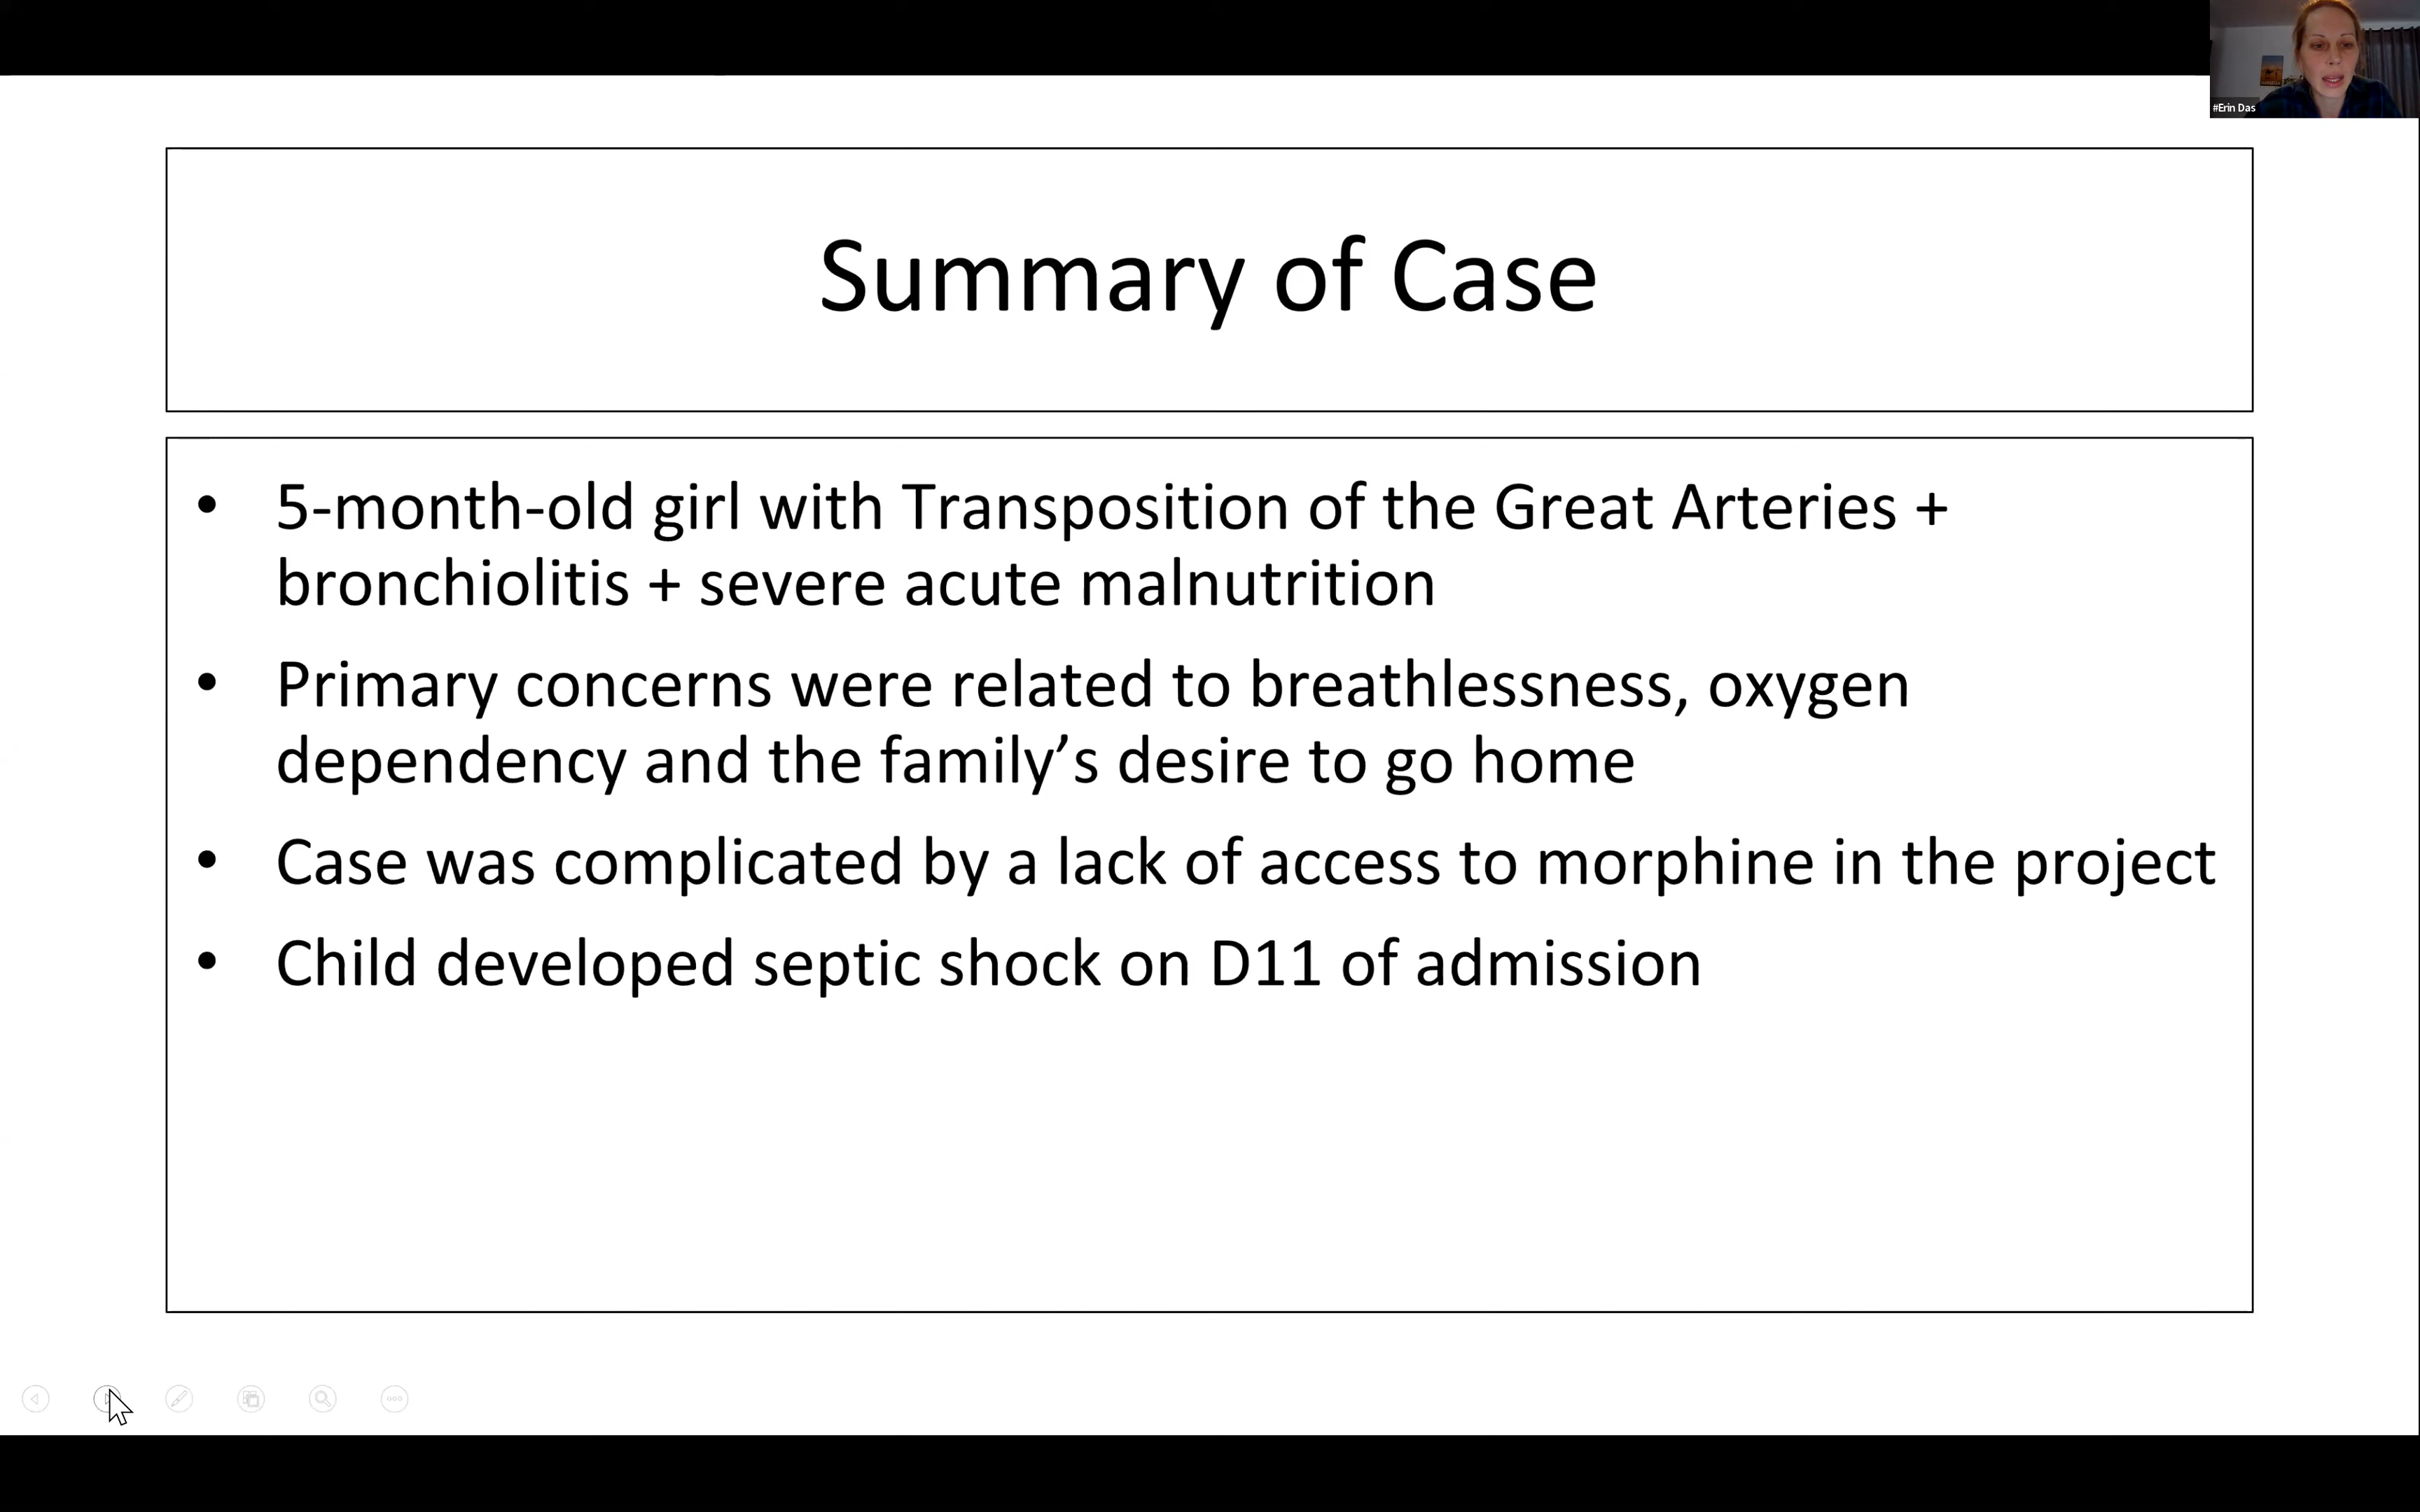 #Erin Das
Summary of Case
• 5-month-old girl with Transposition of the Great Arteries +
bronchiolitis + severe acute malnutrition
• Primary concerns were related to breathlessness, oxygen
dependency and the family’s desire to go home
• Case was complicated by a lack of access to morphine in the project
• Child developed septic shock on D11 of admission